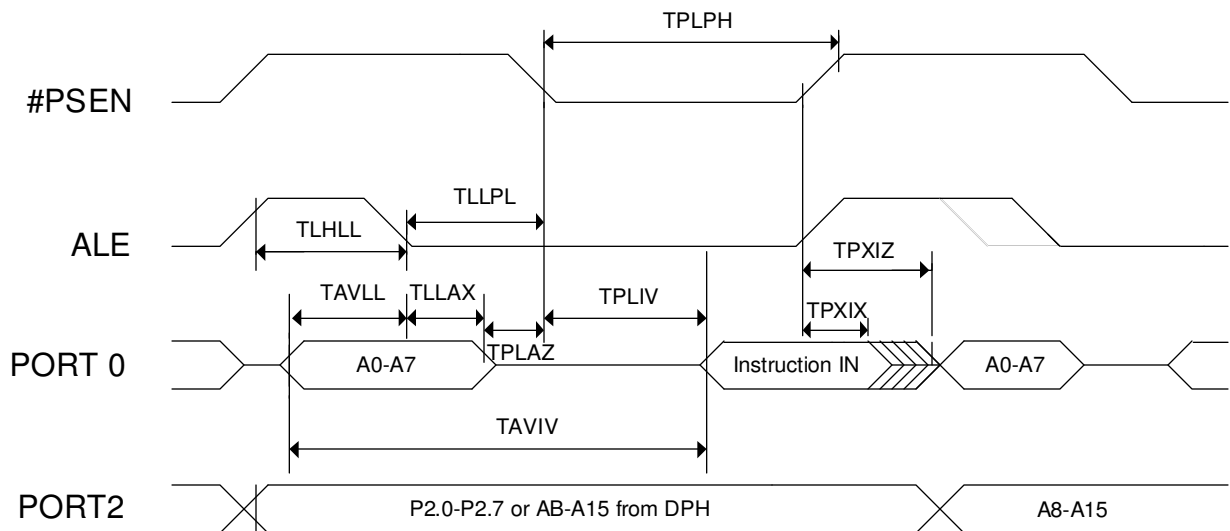 TPLPH
#PSEN
TLLPL
TLHLL
ALE
TPXIZ
TAVLL TLLAX TPLIV
TPXIX
TPLAZ
PORT 0 A0-A7 Instruction IN A0-A7
TAVIV
PORT2 P2.0-P2.7 or AB-A15 from DPH A8-A15